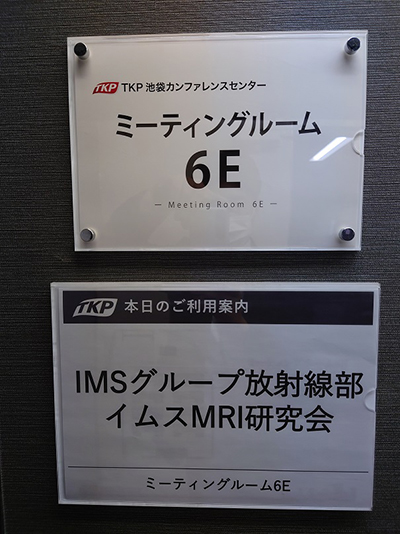 TKP TKP 池袋カンファレンスセンター
ミーティングルーム
6E
― Meeting Room 6E ―
TKP 本日のご利用案内
IMSグループ放射線部
イムスMRI研究会
ミーティングルーム6E